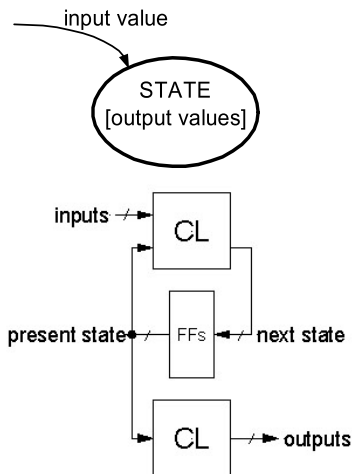 input value
STATE
[output values]
inputs
CL
present state
FFs
next state
CL
outputs